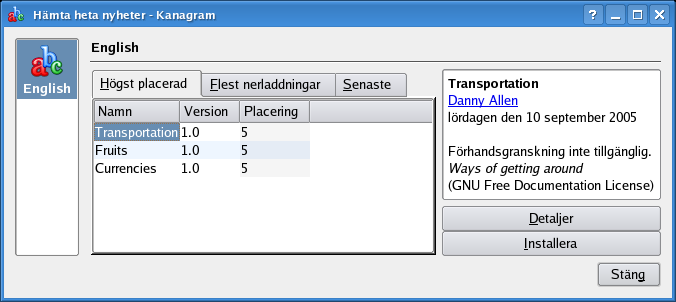 Hämta heta nyheter - Kanagram
abc
English
English
Högst placerad Flest nerladdningar Senaste
Namn Version Placering
Transportation 1.0 5
Fruits 1.0 5
Currencies 1.0 5
Transportation
Danny Allen
lördagen den 10 september 2005
Förhandsgranskning inte tillgänglig.
Ways of getting around
(GNU Free Documentation License)
Detaljer
Installera
Stäng